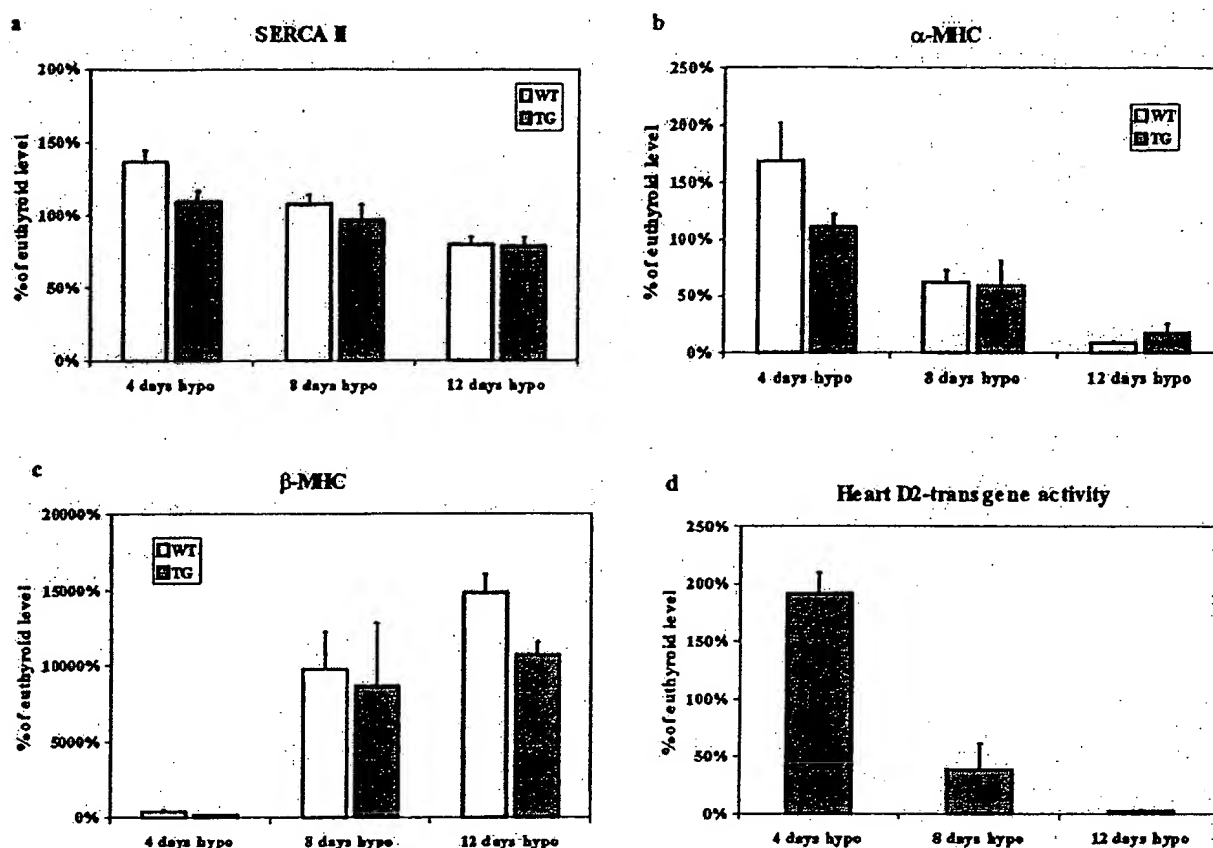 a
SERCA II
200%
150%
100%
50%
0%
% of euthyroid level
WT
TG
4 days hypo
8 days hypo
12 days hypo
b
α-MHC
250%
200%
150%
100%
50%
0%
% of euthyroid level
WT
TG
4 days hypo
8 days hypo
12 days hypo
c
β-MHC
20000%
15000%
10000%
5000%
0%
% of euthyroid level
WT
TG
4 days hypo
8 days hypo
12 days hypo
d
Heart D2-transgene activity
250%
200%
150%
100%
50%
0%
% of euthyroid level
4 days hypo
8 days hypo
12 days hypo